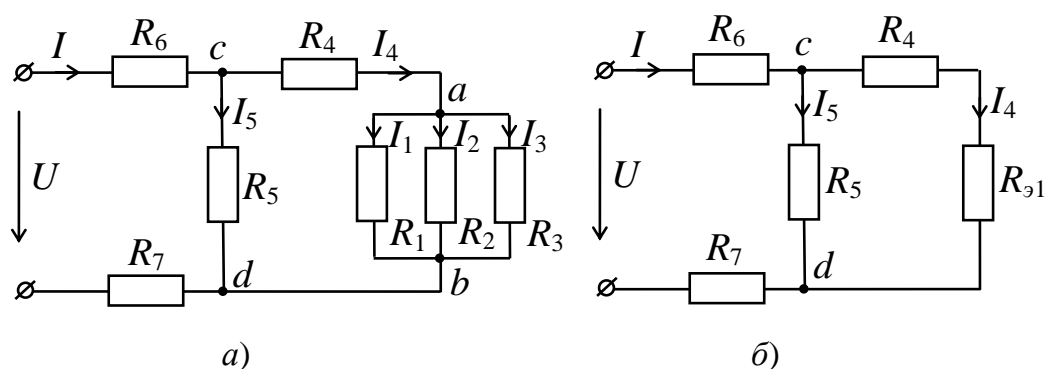 I R₆ c R₄ I₄ a
I₅ I₁ I₂ I₃
U R₅
R₁ R₂ R₃
R₇ d b
а)
I R₆ c R₄
I₅ I₄
U R₅ Rэ1
R₇ d
б)